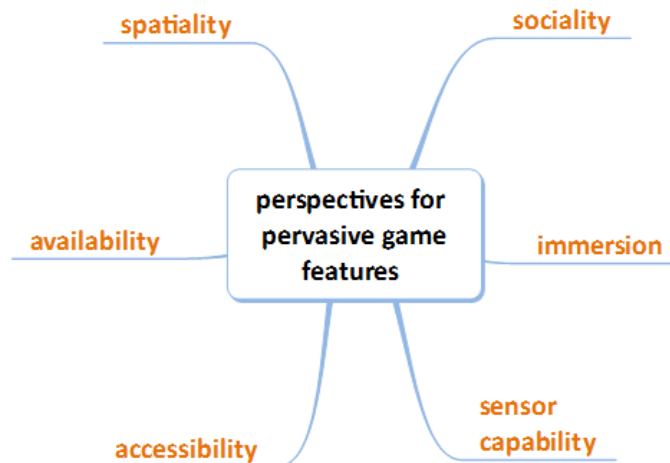 spatiality
sociality
perspectives for
pervasive game
features
availability
immersion
accessibility
sensor
capability